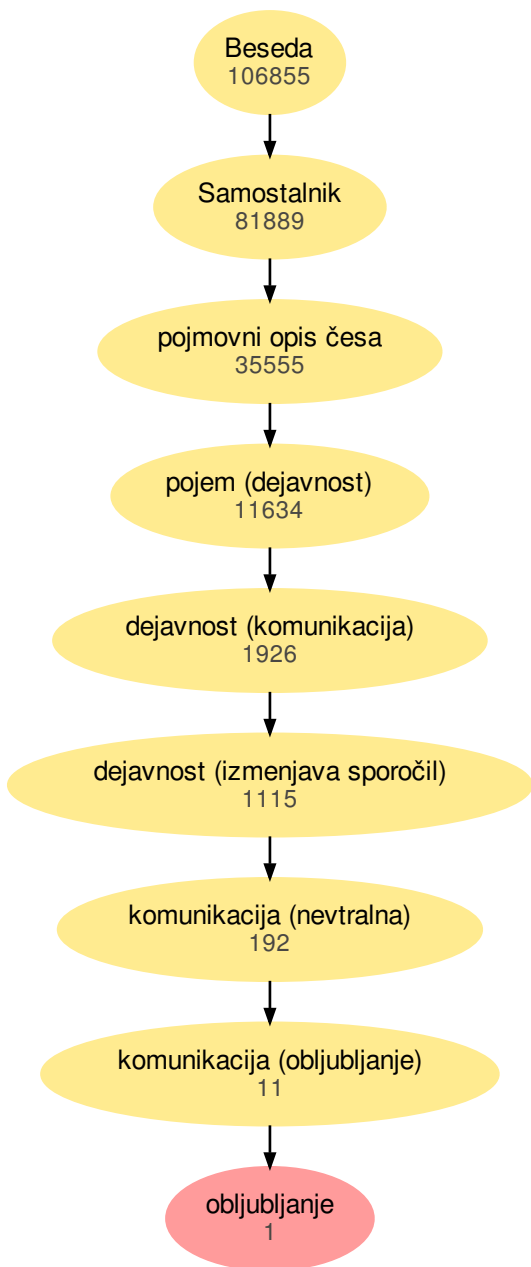 Beseda
106855
Samostalnik
81889
pojmovni opis česa
35555
pojem (dejavnost)
11634
dejavnost (komunikacija)
1926
dejavnost (izmenjava sporočil)
1115
komunikacija (nevtralna)
192
komunikacija (obljubljanje)
11
obljubljanje
1